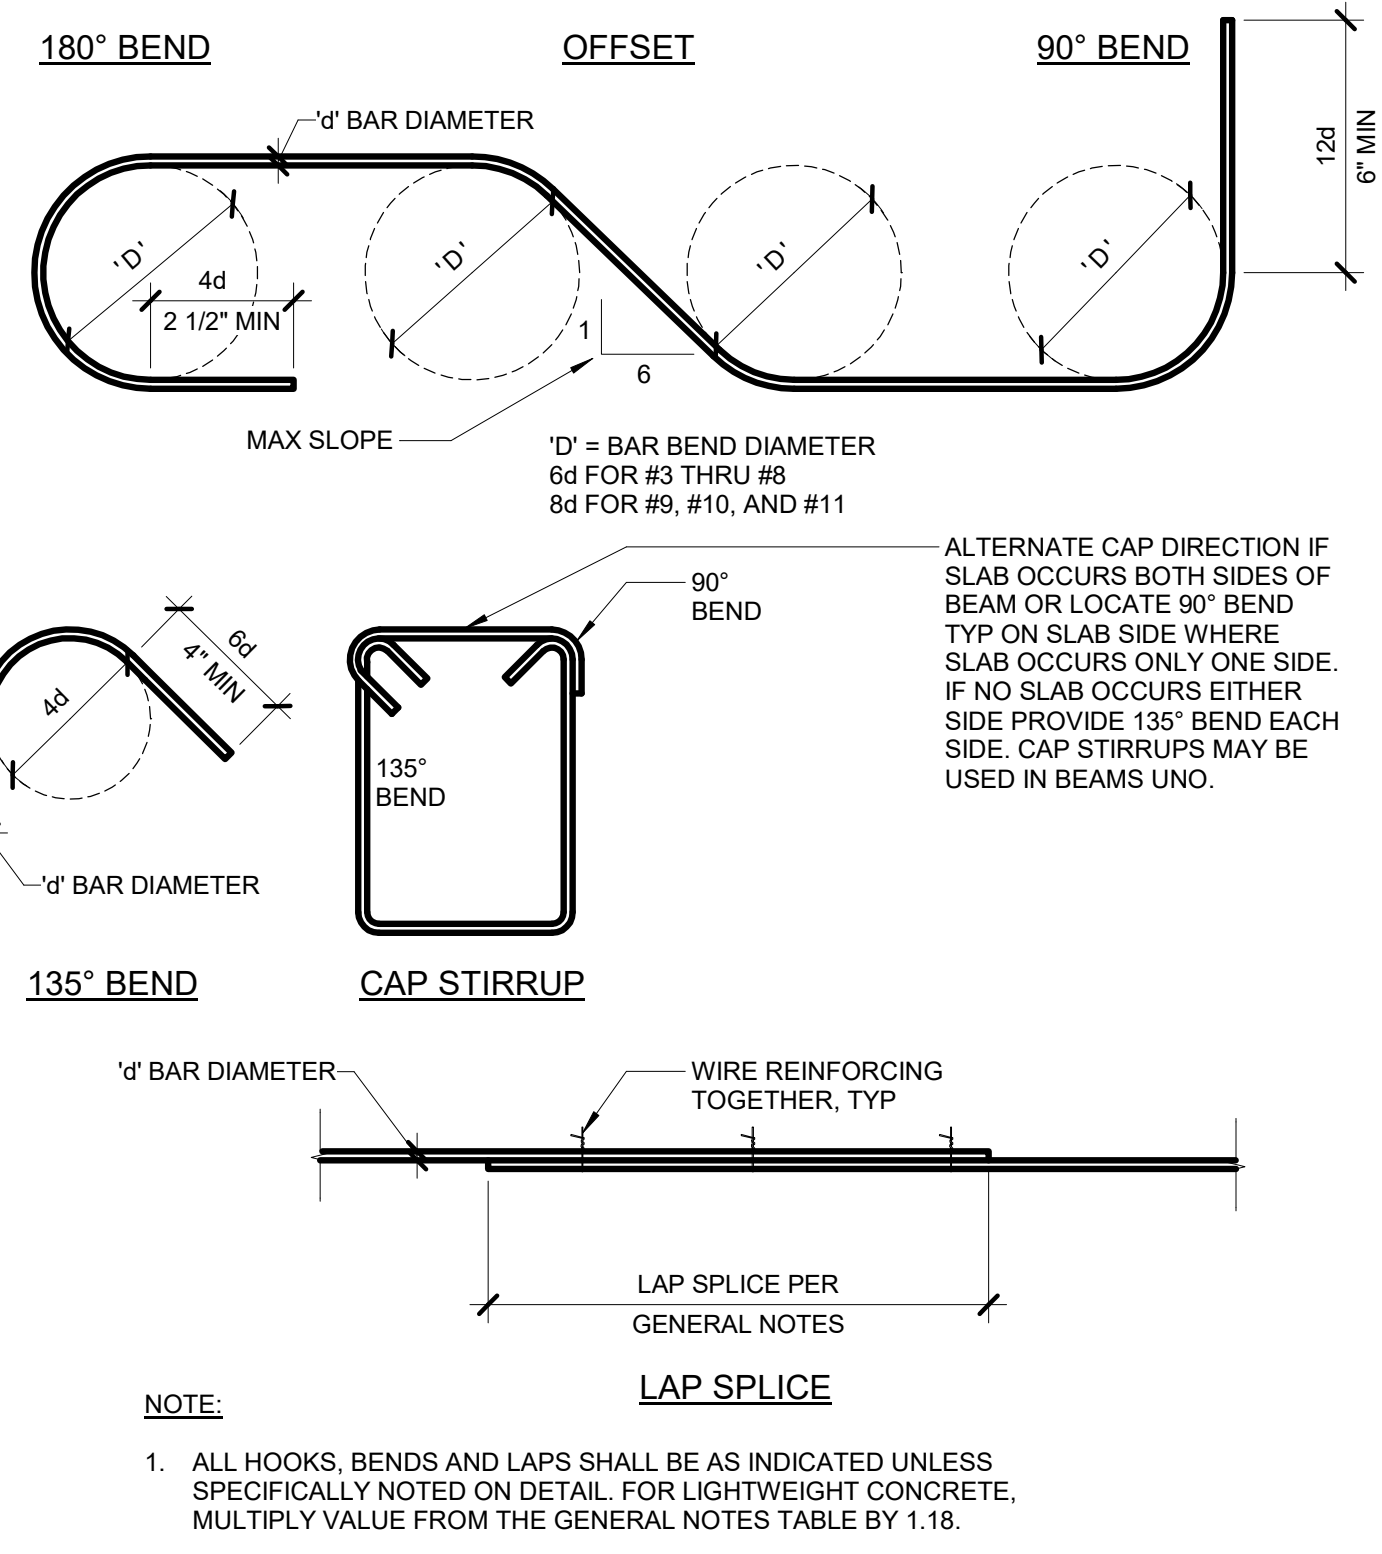 180° BEND
OFFSET
90° BEND
'd' BAR DIAMETER
12d
6" MIN
'D'
'D'
'D'
'D'
4d
2 1/2" MIN
1
6
MAX SLOPE
'D' = BAR BEND DIAMETER
6d FOR #3 THRU #8
8d FOR #9, #10, AND #11
ALTERNATE CAP DIRECTION IF
SLAB OCCURS BOTH SIDES OF
BEAM OR LOCATE 90° BEND
TYP ON SLAB SIDE WHERE
SLAB OCCURS ONLY ONE SIDE.
IF NO SLAB OCCURS EITHER
SIDE PROVIDE 135° BEND EACH
SIDE. CAP STIRRUPS MAY BE
USED IN BEAMS UNO.
90°
BEND
6d
4" MIN
4d
135°
BEND
'd' BAR DIAMETER
135° BEND
CAP STIRRUP
'd' BAR DIAMETER
WIRE REINFORCING
TOGETHER, TYP
LAP SPLICE PER
GENERAL NOTES
LAP SPLICE
NOTE:
1. ALL HOOKS, BENDS AND LAPS SHALL BE AS INDICATED UNLESS
SPECIFICALLY NOTED ON DETAIL. FOR LIGHTWEIGHT CONCRETE,
MULTIPLY VALUE FROM THE GENERAL NOTES TABLE BY 1.18.